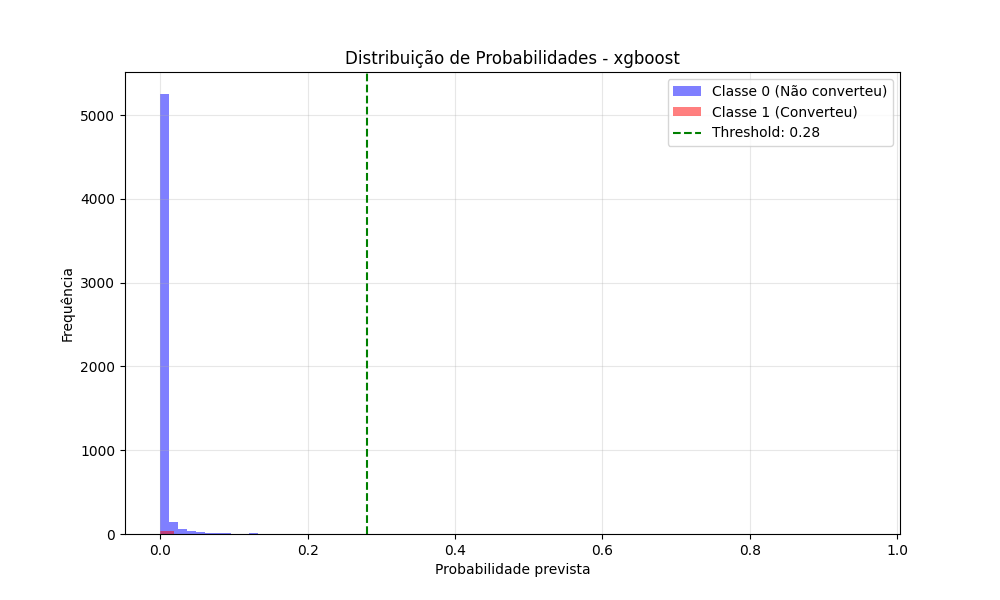 Distribuição de Probabilidades - xgboost
Classe 0 (Não converteu)
Classe 1 (Converteu)
Threshold: 0.28
Frequência
5000
4000
3000
2000
1000
0
0.0 0.2 0.4 0.6 0.8 1.0
Probabilidade prevista